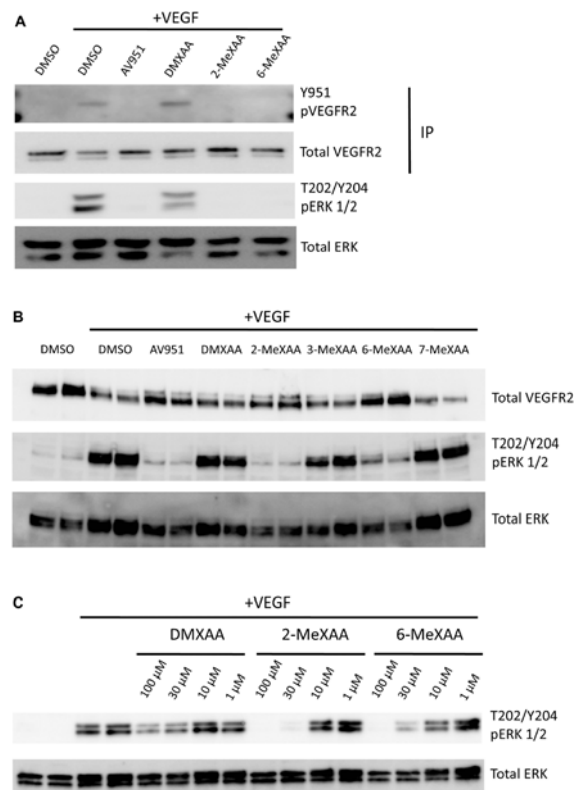 A
+VEGF
DMSO DMSO AV951 DMXAA 2-MeXAA 6-MeXAA
Y951
pVEGFR2
Total VEGFR2
IP
T202/Y204
pERK 1/2
Total ERK
B
+VEGF
DMSO DMSO AV951 DMXAA 2-MeXAA 3-MeXAA 6-MeXAA 7-MeXAA
Total VEGFR2
T202/Y204
pERK 1/2
Total ERK
C
+VEGF
DMXAA 2-MeXAA 6-MeXAA
100 µM 30 µM 10 µM 1 µM 100 µM 30 µM 10 µM 1 µM 100 µM 30 µM 10 µM 1 µM
T202/Y204
pERK 1/2
Total ERK